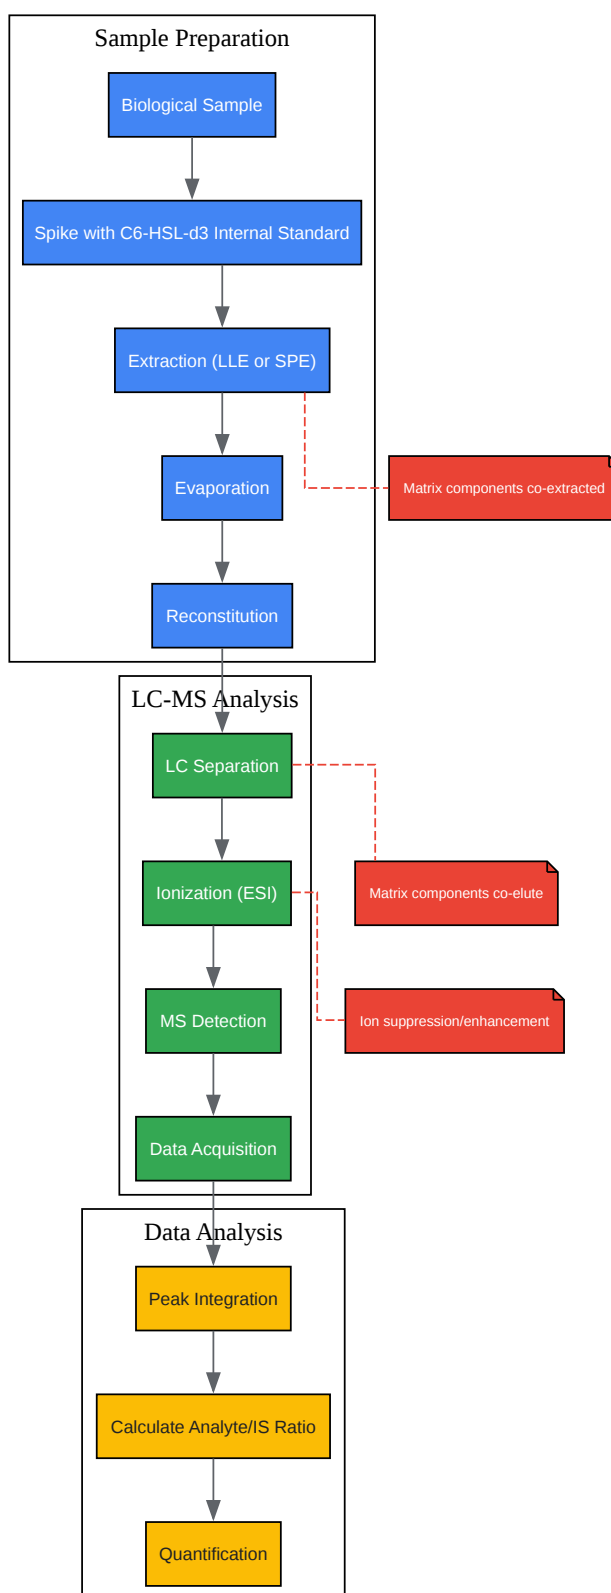 Sample Preparation
Biological Sample
Spike with C6-HSL-d3 Internal Standard
Extraction (LLE or SPE)
Evaporation
Matrix components co-extracted
Reconstitution
LC-MS Analysis
LC Separation
Ionization (ESI)
Matrix components co-elute
MS Detection
Ion suppression/enhancement
Data Acquisition
Data Analysis
Peak Integration
Calculate Analyte/IS Ratio
Quantification